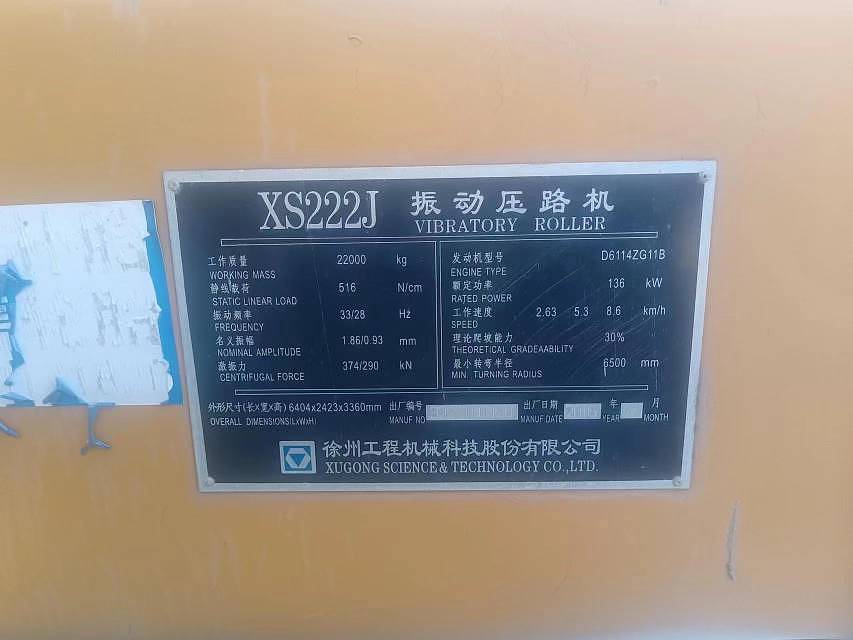 XS222J 振动压路机
VIBRATORY ROLLER
工作质量 22000 kg
WORKING MASS
静线载荷 516 N/cm
STATIC LINEAR LOAD
振动频率 33/28 Hz
FREQUENCY
名义振幅 1.86/0.93 mm
NOMINAL AMPLITUDE
激振力 374/290 kN
CENTRIFUGAL FORCE
发动机型号 D6114ZG11B
ENGINE TYPE
额定功率 136 kW
RATED POWER
工作速度 2.63 5.3 8.6 km/h
SPEED
理论爬坡能力 30%
THEORETICAL GRADEAABILITY
最小转弯半径 6500 mm
MIN. TURNING RADIUS
外形尺寸(长×宽×高) 6404x2423x3360mm 出厂编号 出厂日期 年 月
OVERALL DIMENSIONS(LxWxH) MANUF NO MANUF DATE YEAR MONTH
徐州工程机械科技股份有限公司
XUGONG SCIENCE & TECHNOLOGY CO.,LTD.